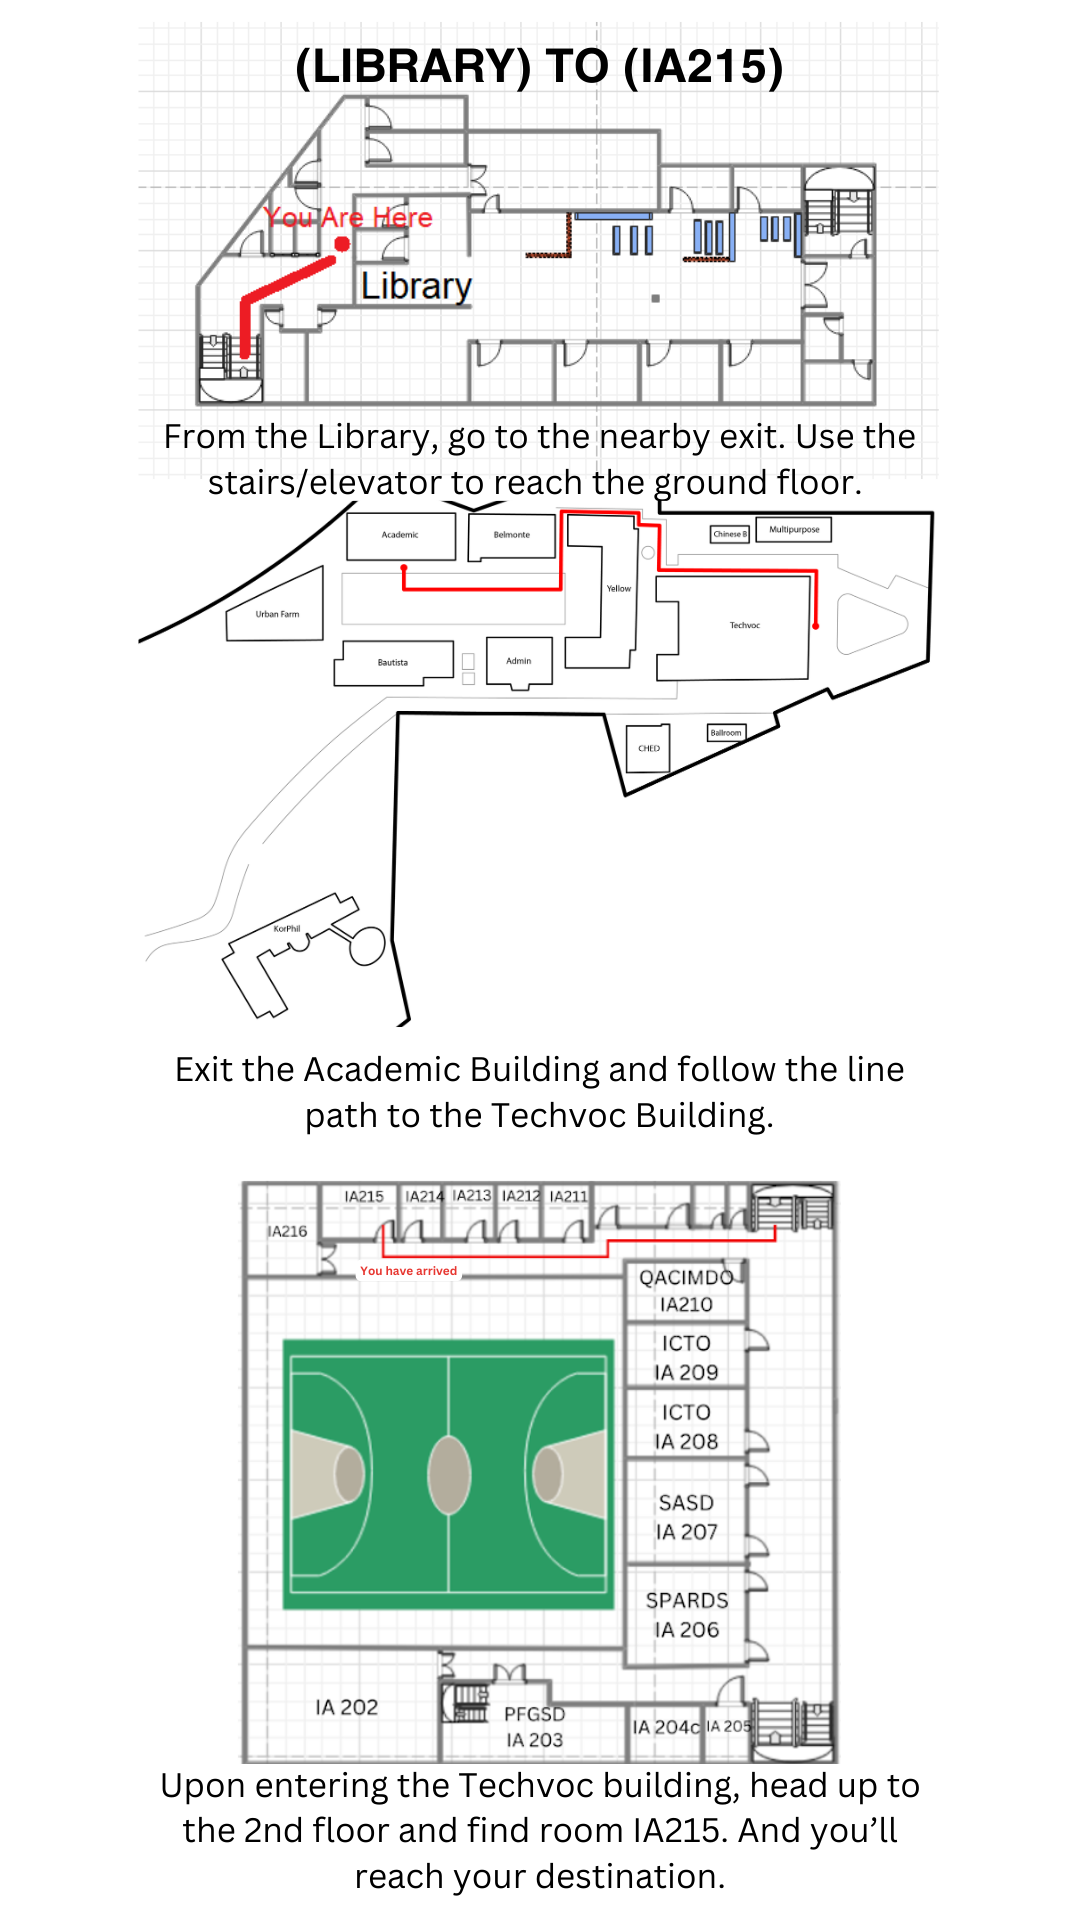 (LIBRARY) TO (IA215)
You Are Here
Library
From the Library, go to the nearby exit. Use the
stairs/elevator to reach the ground floor.
Academic
Belmonte
Chinese B
Multipurpose
Urban Farm
Yellow
Techvoc
Bautista
Admin
CHED
Ballroom
KorPhil
Exit the Academic Building and follow the line
path to the Techvoc Building.
IA215
IA214
IA213
IA212
IA211
IA216
You have arrived
QACIMDO
IA210
ICTO
IA 209
ICTO
IA 208
SASD
IA 207
SPARDS
IA 206
IA 202
PFGSD
IA 203
IA 204c
IA 205
Upon entering the Techvoc building, head up to
the 2nd floor and find room IA215. And you’ll
reach your destination.